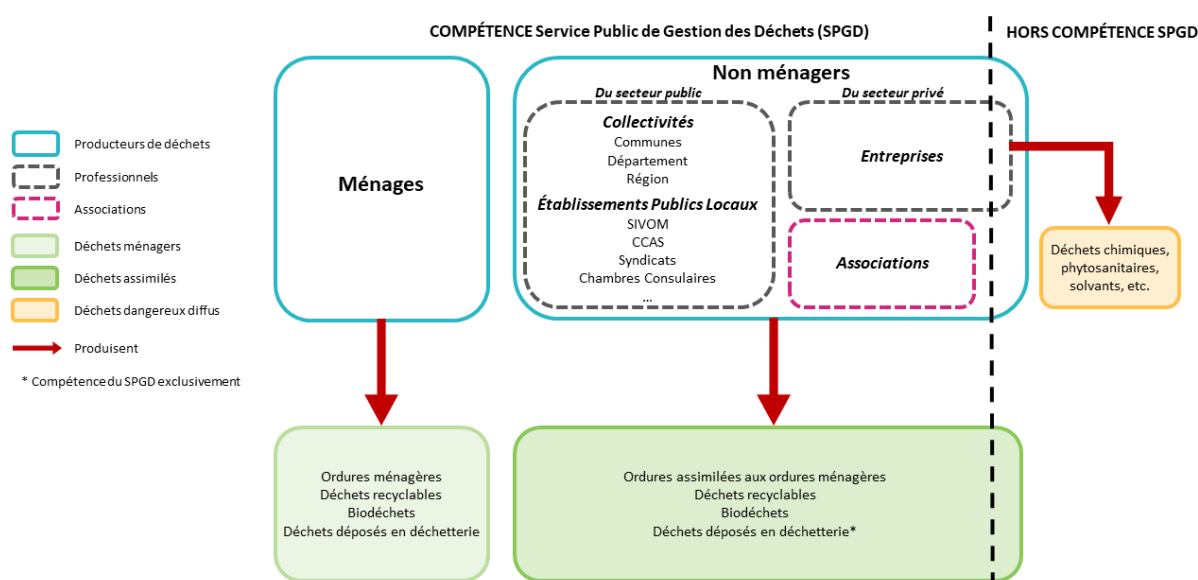 COMPÉTENCE Service Public de Gestion des Déchets (SPGD)
HORS COMPÉTENCE SPGD
Producteurs de déchets
Professionnels
Associations
Déchets ménagers
Déchets assimilés
Déchets dangereux diffus
Produisent
* Compétence du SPGD exclusivement
Ménages
Non ménagers
Du secteur public
Collectivités
Communes
Département
Région
Établissements Publics Locaux
SIVOM
CCAS
Syndicats
Chambres Consulaires
...
Du secteur privé
Entreprises
Associations
Déchets chimiques,
phytosanitaires,
solvants, etc.
Ordures ménagères
Déchets recyclables
Biodéchets
Déchets déposés en déchetterie
Ordures assimilées aux ordures ménagères
Déchets recyclables
Biodéchets
Déchets déposés en déchetterie*